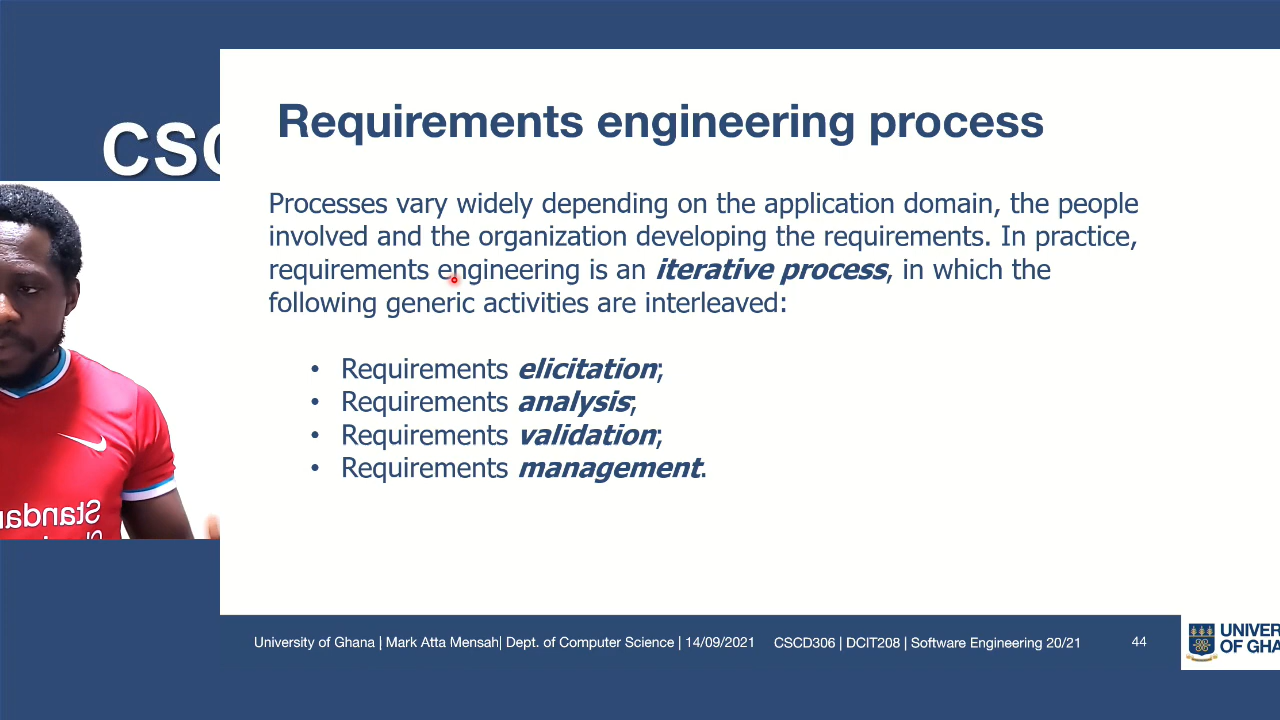 CSC
Requirements engineering process
Processes vary widely depending on the application domain, the people
involved and the organization developing the requirements. In practice,
requirements engineering is an iterative process, in which the
following generic activities are interleaved:
• Requirements elicitation;
• Requirements analysis;
• Requirements validation;
• Requirements management.
Standa
University of Ghana | Mark Atta Mensah| Dept. of Computer Science | 14/09/2021 CSCD306 | DCIT208 | Software Engineering 20/21 44
UNIVER
OF GHA